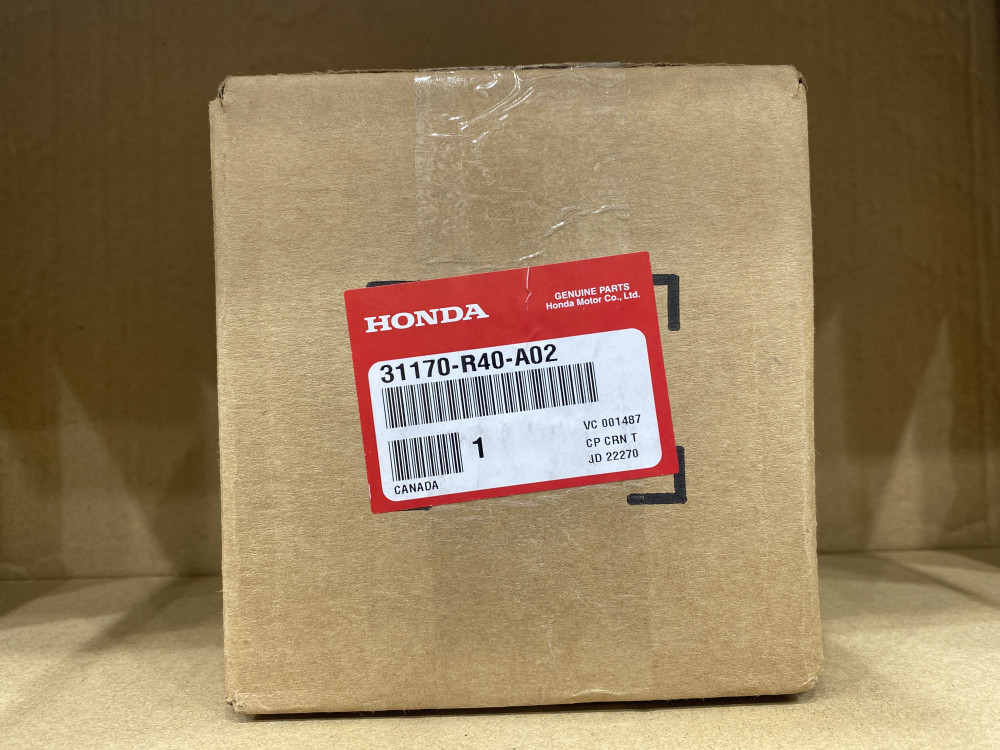 HONDA
GENUINE PARTS
Honda Motor Co., Ltd.
31170-R40-A02
1
VC 001487
CP CRN T
JD 22270
CANADA